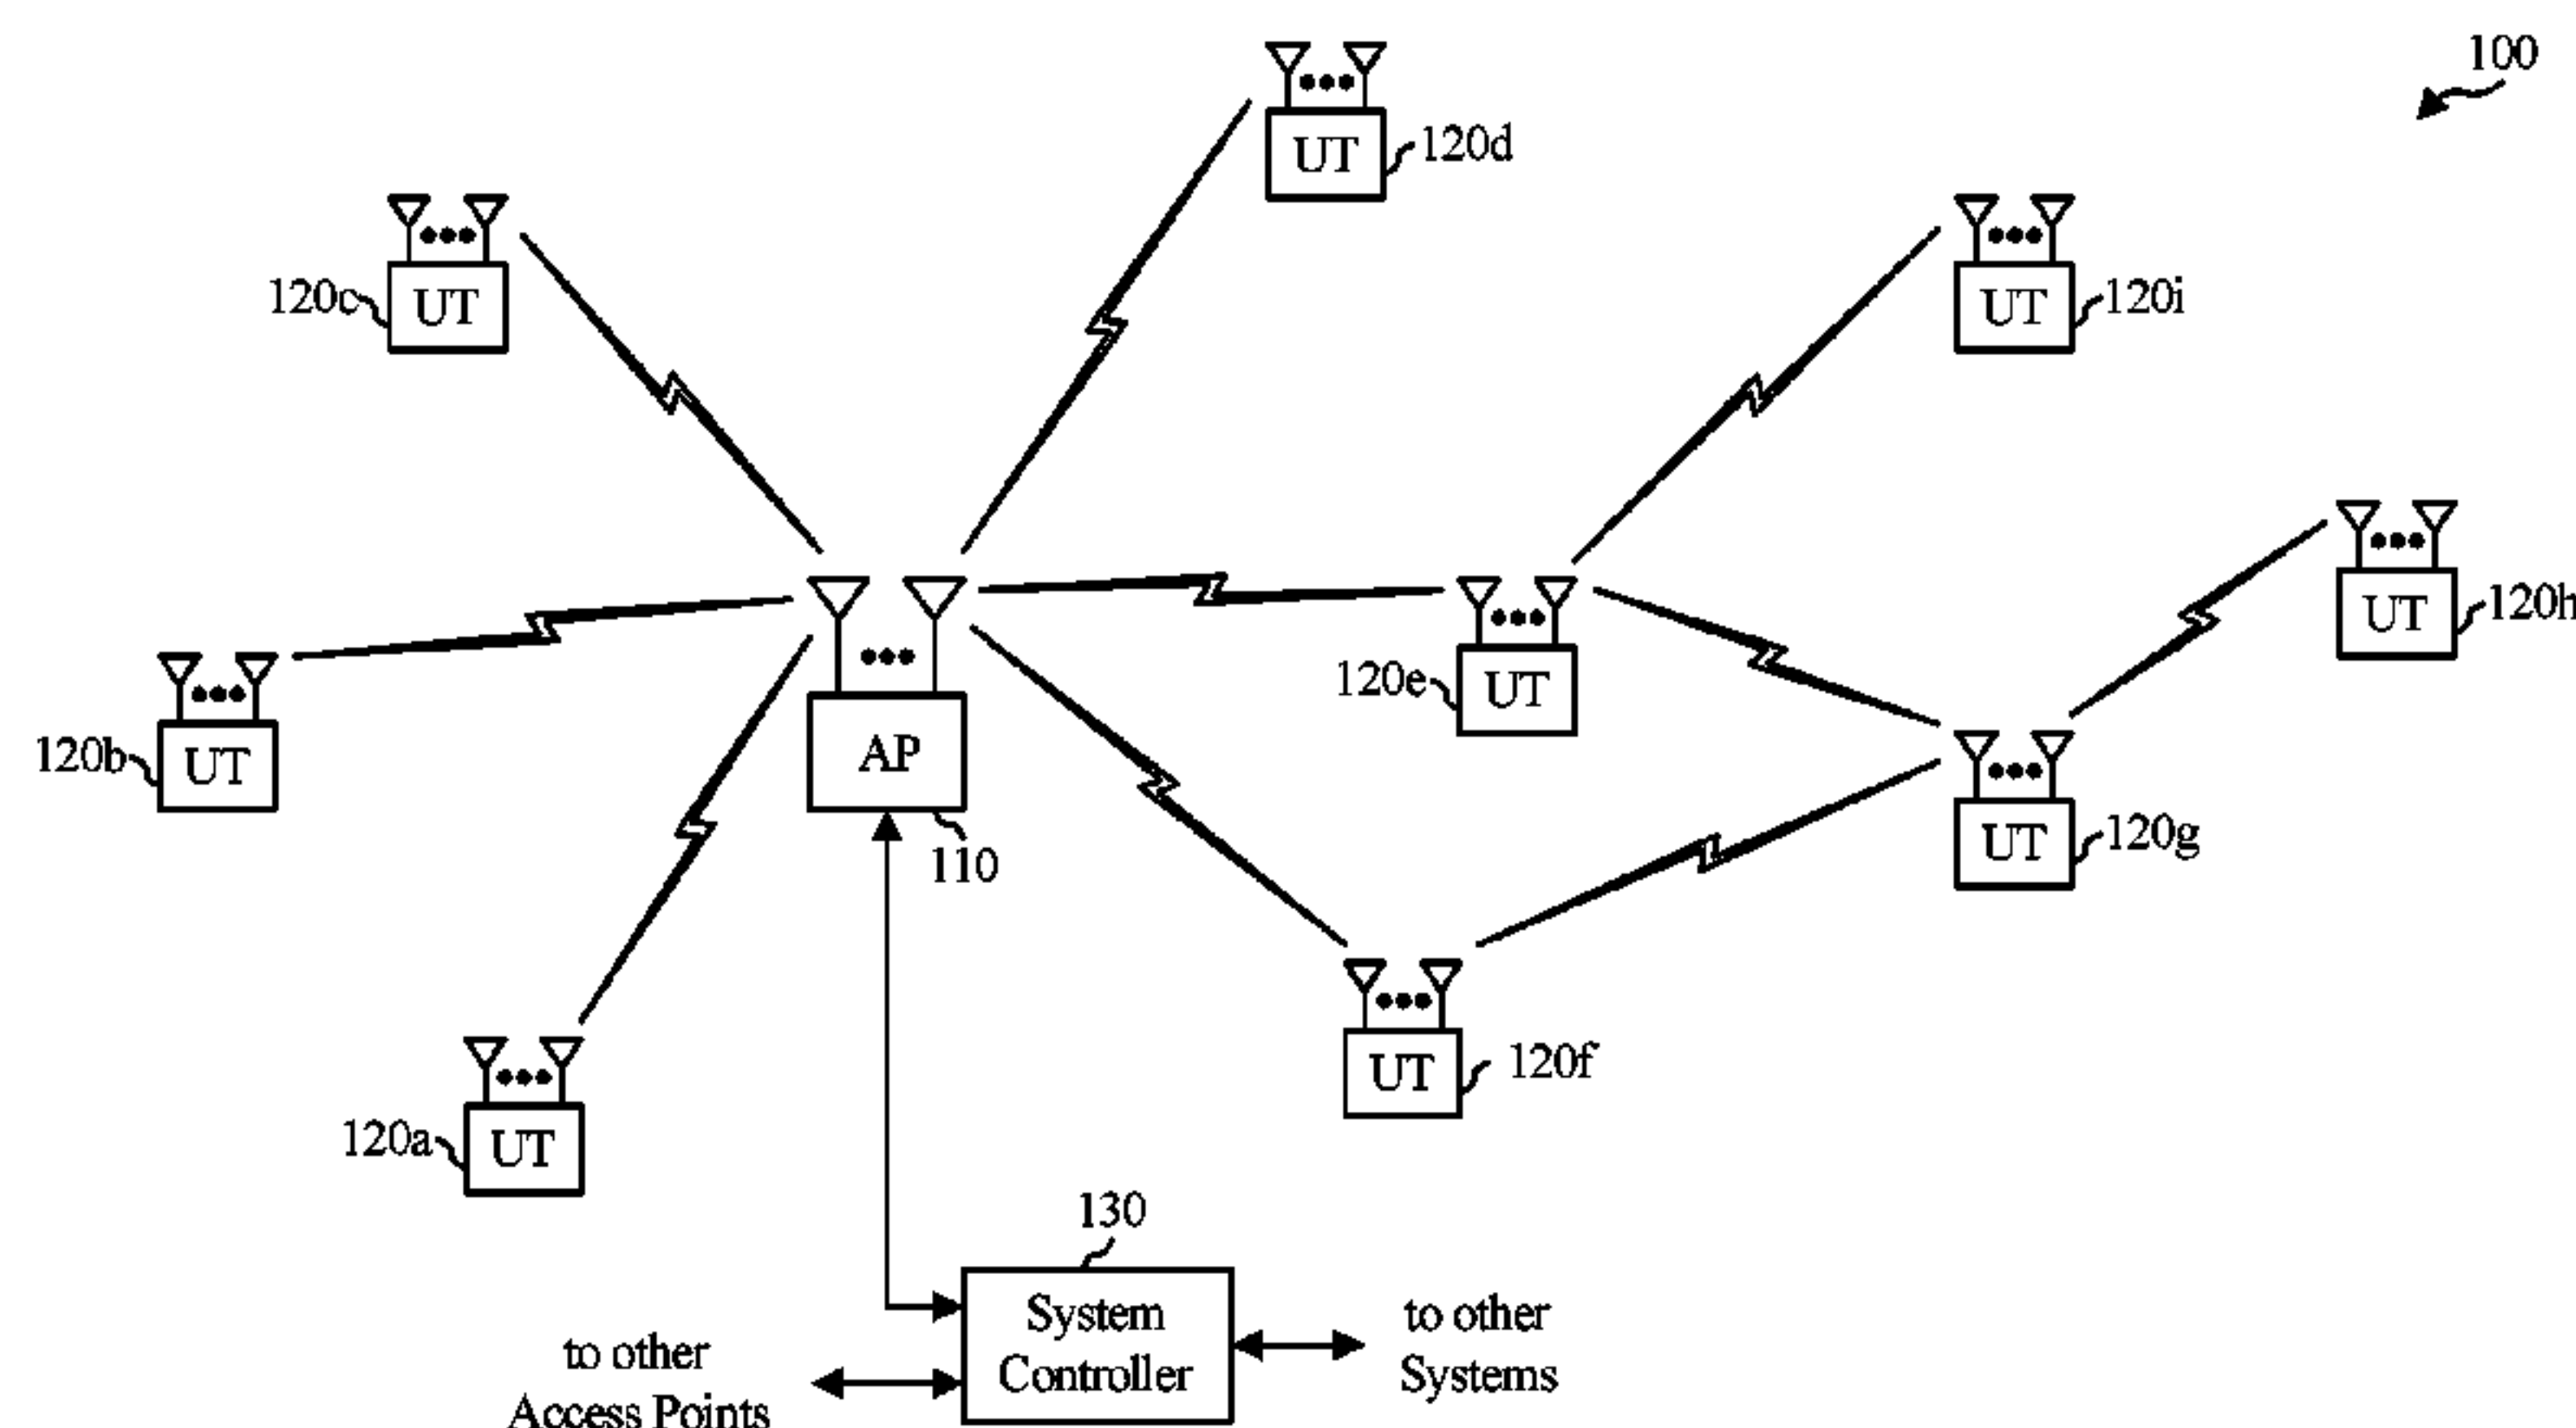 100
UT
120d
UT
120c
UT
120i
UT
120h
UT
120e
UT
120b
AP
110
UT
120g
UT
120f
UT
120a
130
System
Controller
to other
Systems
to other
Access Points